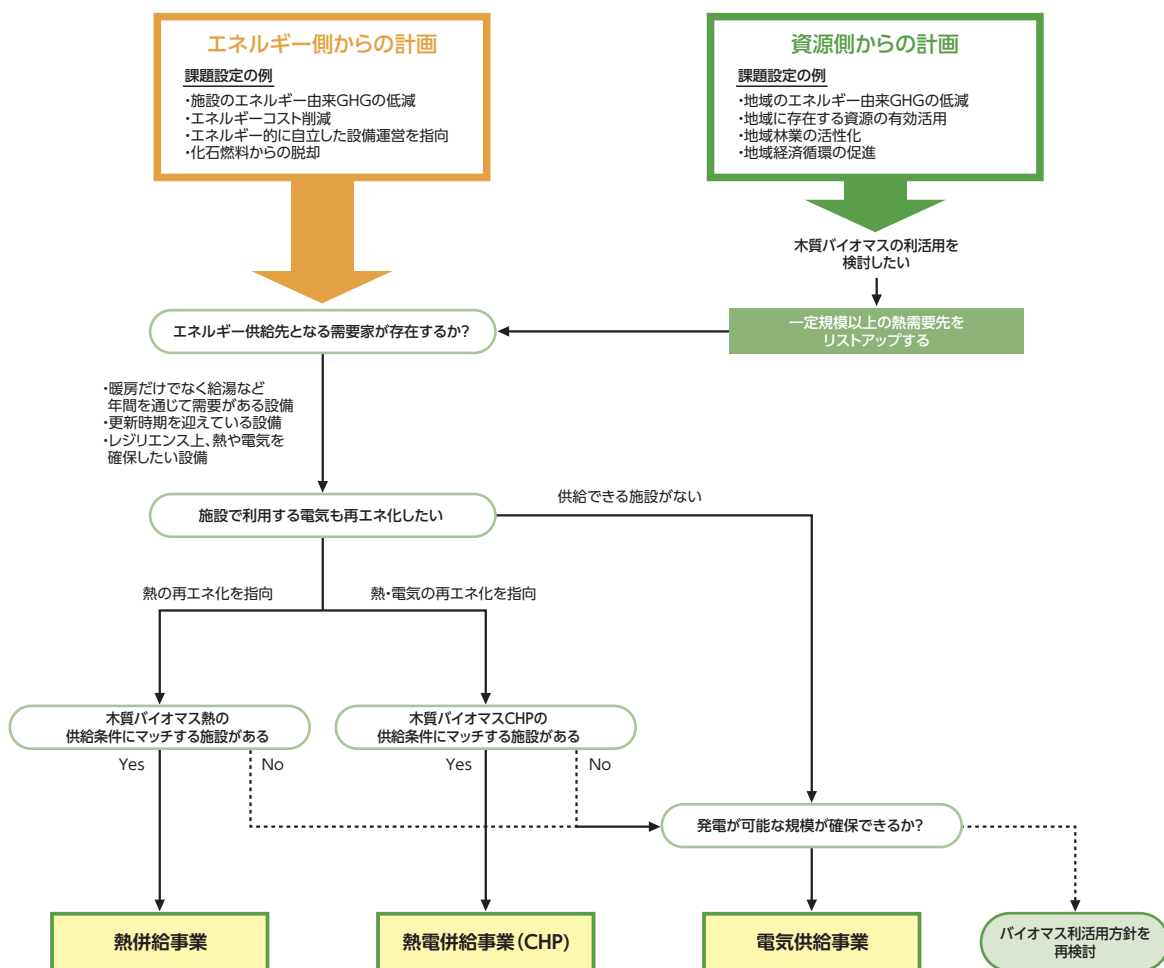 エネルギー側からの計画
課題設定の例
・施設のエネルギー由来GHGの低減
・エネルギーコスト削減
・エネルギー的に自立した設備運営を指向
・化石燃料からの脱却
資源側からの計画
課題設定の例
・地域のエネルギー由来GHGの低減
・地域に存在する資源の有効活用
・地域林業の活性化
・地域経済循環の促進
木質バイオマスの利活用を
検討したい
エネルギー供給先となる需要家が存在するか?
一定規模以上の熱需要先を
リストアップする
・暖房だけでなく給湯など
年間を通じて需要がある設備
・更新時期を迎えている設備
・レジリエンス上、熱や電気を
確保したい設備
供給できる施設がない
施設で利用する電気も再エネ化したい
熱の再エネ化を指向
熱・電気の再エネ化を指向
木質バイオマス熱の
供給条件にマッチする施設がある
木質バイオマスCHPの
供給条件にマッチする施設がある
Yes
No
Yes
No
発電が可能な規模が確保できるか?
熱併給事業
熱電併給事業(CHP)
電気供給事業
バイオマス利活用方針を
再検討